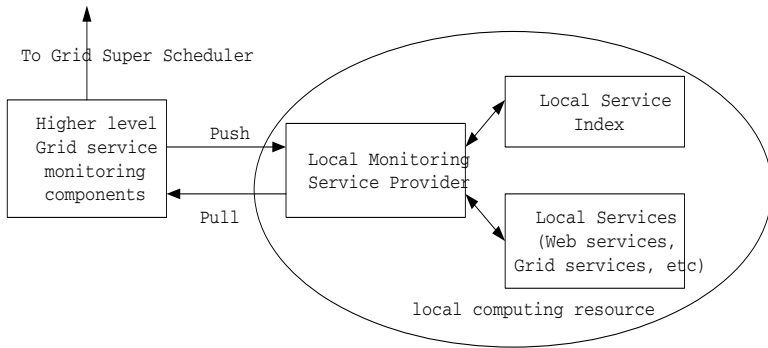 To Grid Super Scheduler
Higher level
Grid service
monitoring
components
Push
Pull
Local Monitoring
Service Provider
Local Service
Index
Local Services
(Web services,
Grid services, etc)
local computing resource